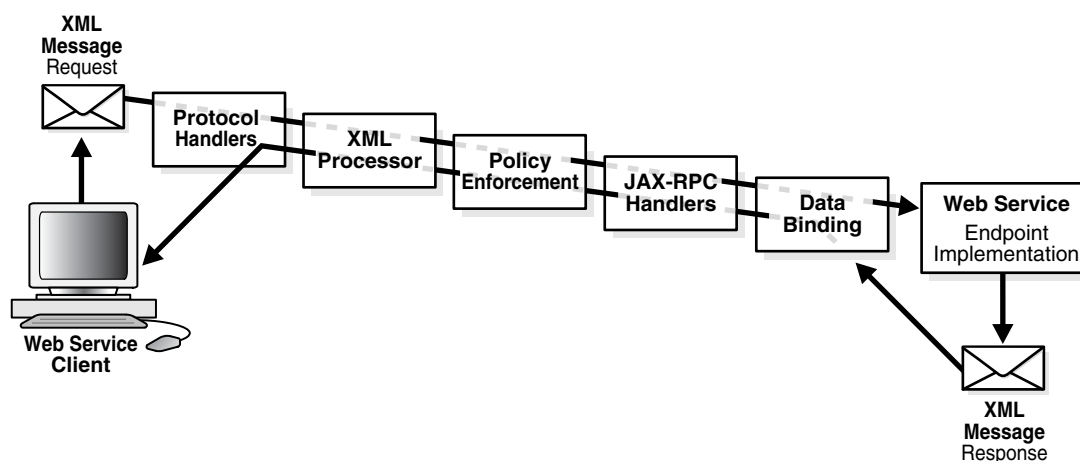 XML
Message
Request
Protocol
Handlers
XML
Processor
Policy
Enforcement
JAX-RPC
Handlers
Data
Binding
Web Service
Endpoint
Implementation
Web Service
Client
XML
Message
Response